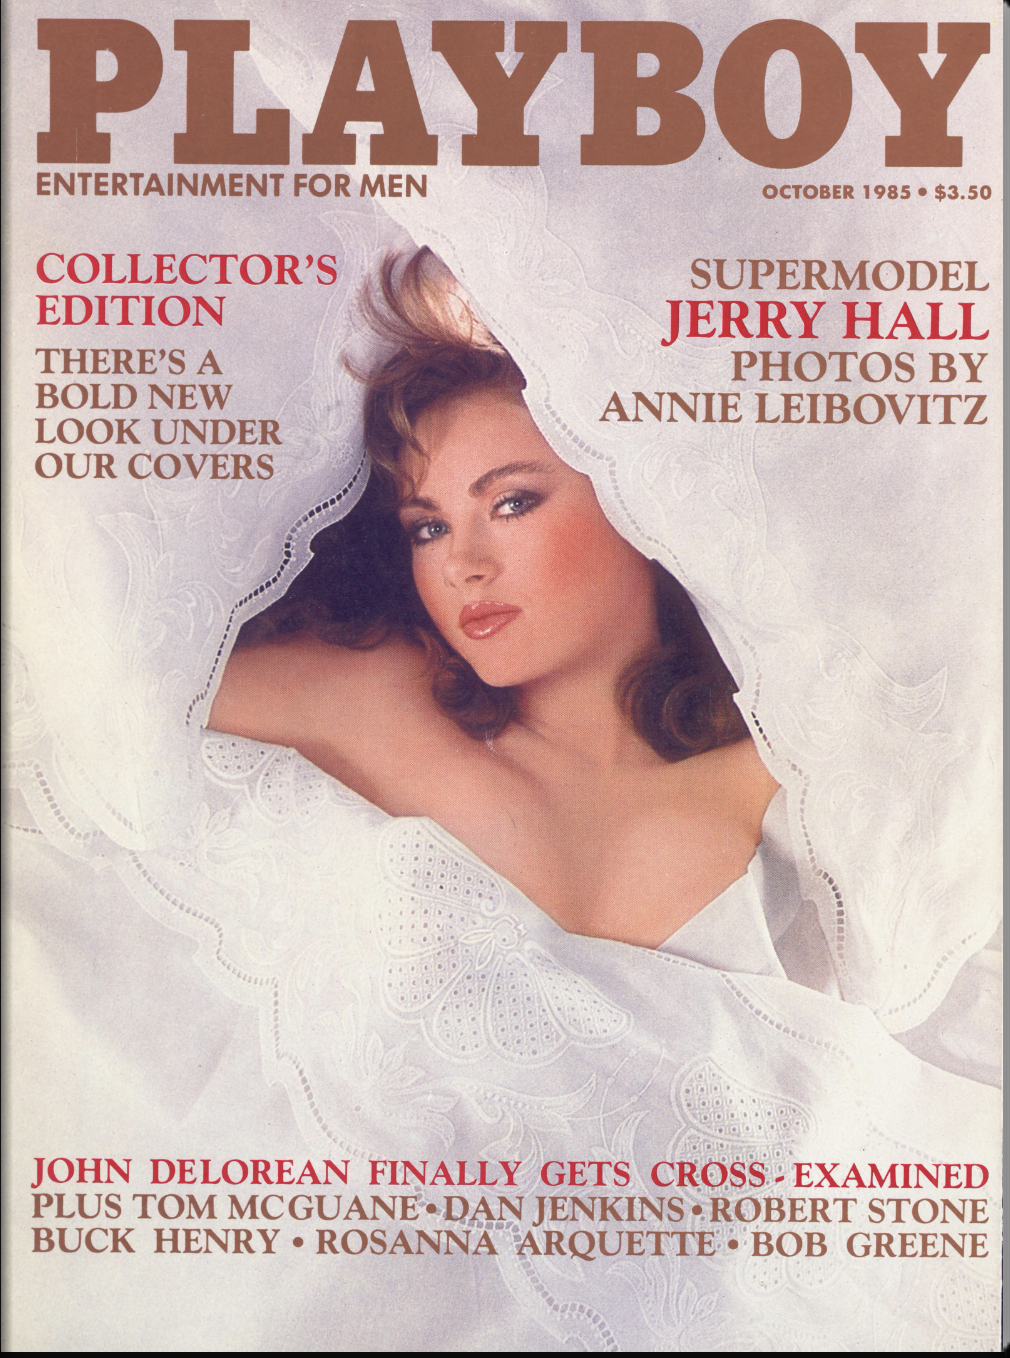 PLAYBOY
ENTERTAINMENT FOR MEN
OCTOBER 1985 • $3.50
COLLECTOR'S
EDITION
THERE'S A
BOLD NEW
LOOK UNDER
OUR COVERS
SUPERMODEL
JERRY HALL
PHOTOS BY
ANNIE LEIBOVITZ
JOHN DELOREAN FINALLY GETS CROSS-EXAMINED
PLUS TOM MCGUANE • DAN JENKINS • ROBERT STONE
BUCK HENRY • ROSANNA ARQUETTE • BOB GREENE